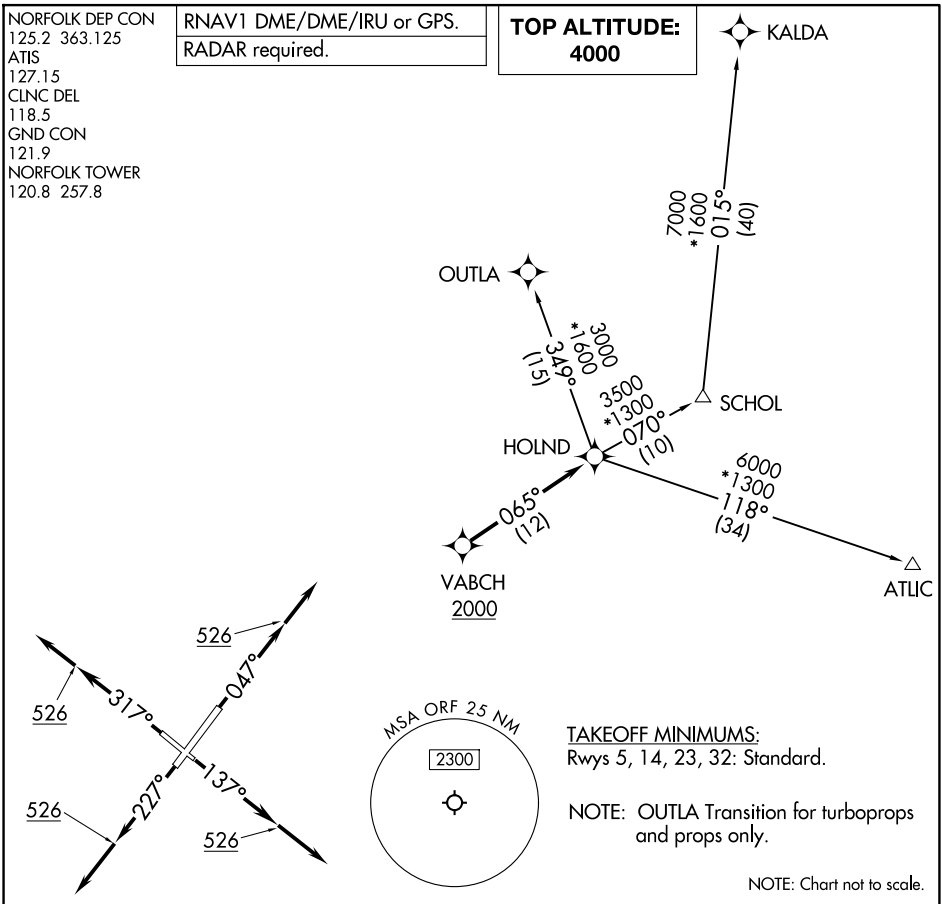 NORFOLK DEP CON
125.2 363.125
ATIS
127.15
CLNC DEL
118.5
GND CON
121.9
NORFOLK TOWER
120.8 257.8
RNAV1 DME/DME/IRU or GPS.
RADAR required.
TOP ALTITUDE:
4000
KALDA
7000
*1600
015°
(40)
OUTLA
3000
*1600
349°
(15)
3500
*1300
070°
(10)
SCHOL
HOLND
6000
*1300
118°
(34)
ATLIC
065°
(12)
VABCH
2000
526
047°
526
317°
227°
137°
526
526
MSA ORF 25 NM
2300
TAKEOFF MINIMUMS:
Rwys 5, 14, 23, 32: Standard.
NOTE: OUTLA Transition for turboprops
and props only.
NOTE: Chart not to scale.